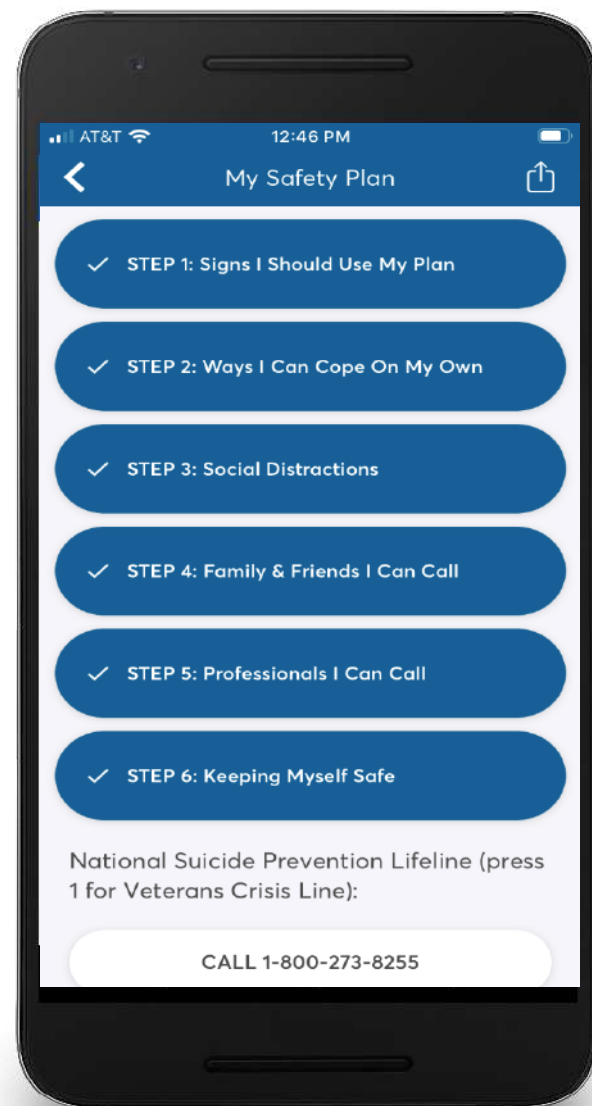 AT&T 12:46 PM
My Safety Plan
STEP 1: Signs I Should Use My Plan
STEP 2: Ways I Can Cope On My Own
STEP 3: Social Distractions
STEP 4: Family & Friends I Can Call
STEP 5: Professionals I Can Call
STEP 6: Keeping Myself Safe
National Suicide Prevention Lifeline (press
1 for Veterans Crisis Line):
CALL 1-800-273-8255